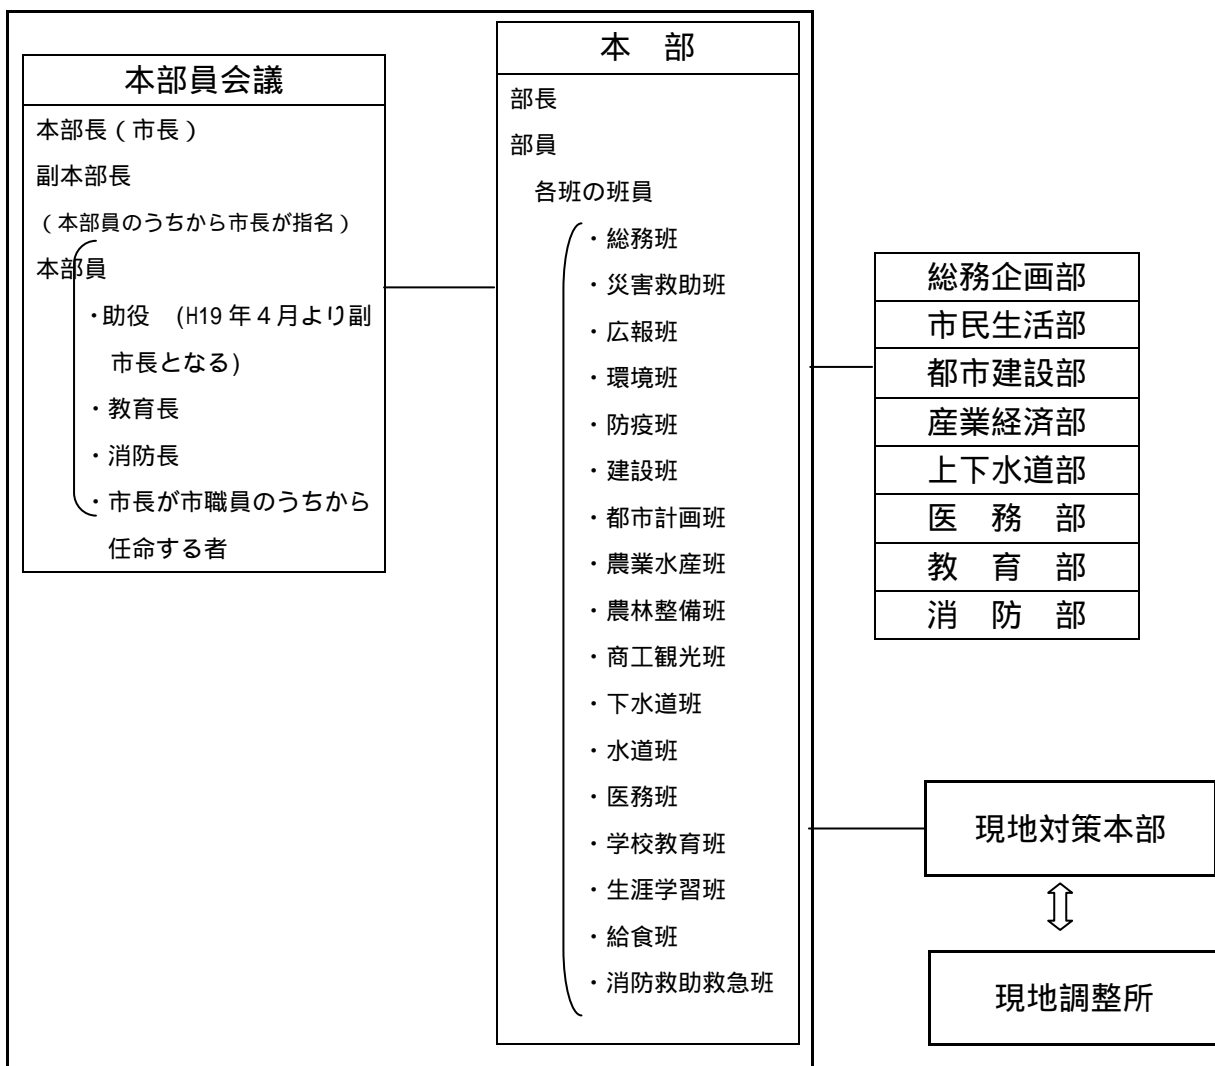 本部員会議
本部長（市長）
副本部長
（本部員のうちから市長が指名）
本部員
・助役　(H19年４月より副
市長となる)
・教育長
・消防長
・市長が市職員のうちから
任命する者
本　部
部長
部員
各班の班員
・総務班
・災害救助班
・広報班
・環境班
・防疫班
・建設班
・都市計画班
・農業水産班
・農林整備班
・商工観光班
・下水道班
・水道班
・医務班
・学校教育班
・生涯学習班
・給食班
・消防救助救急班
総務企画部
市民生活部
都市建設部
産業経済部
上下水道部
医　務　部
教　育　部
消　防　部
現地対策本部
現地調整所